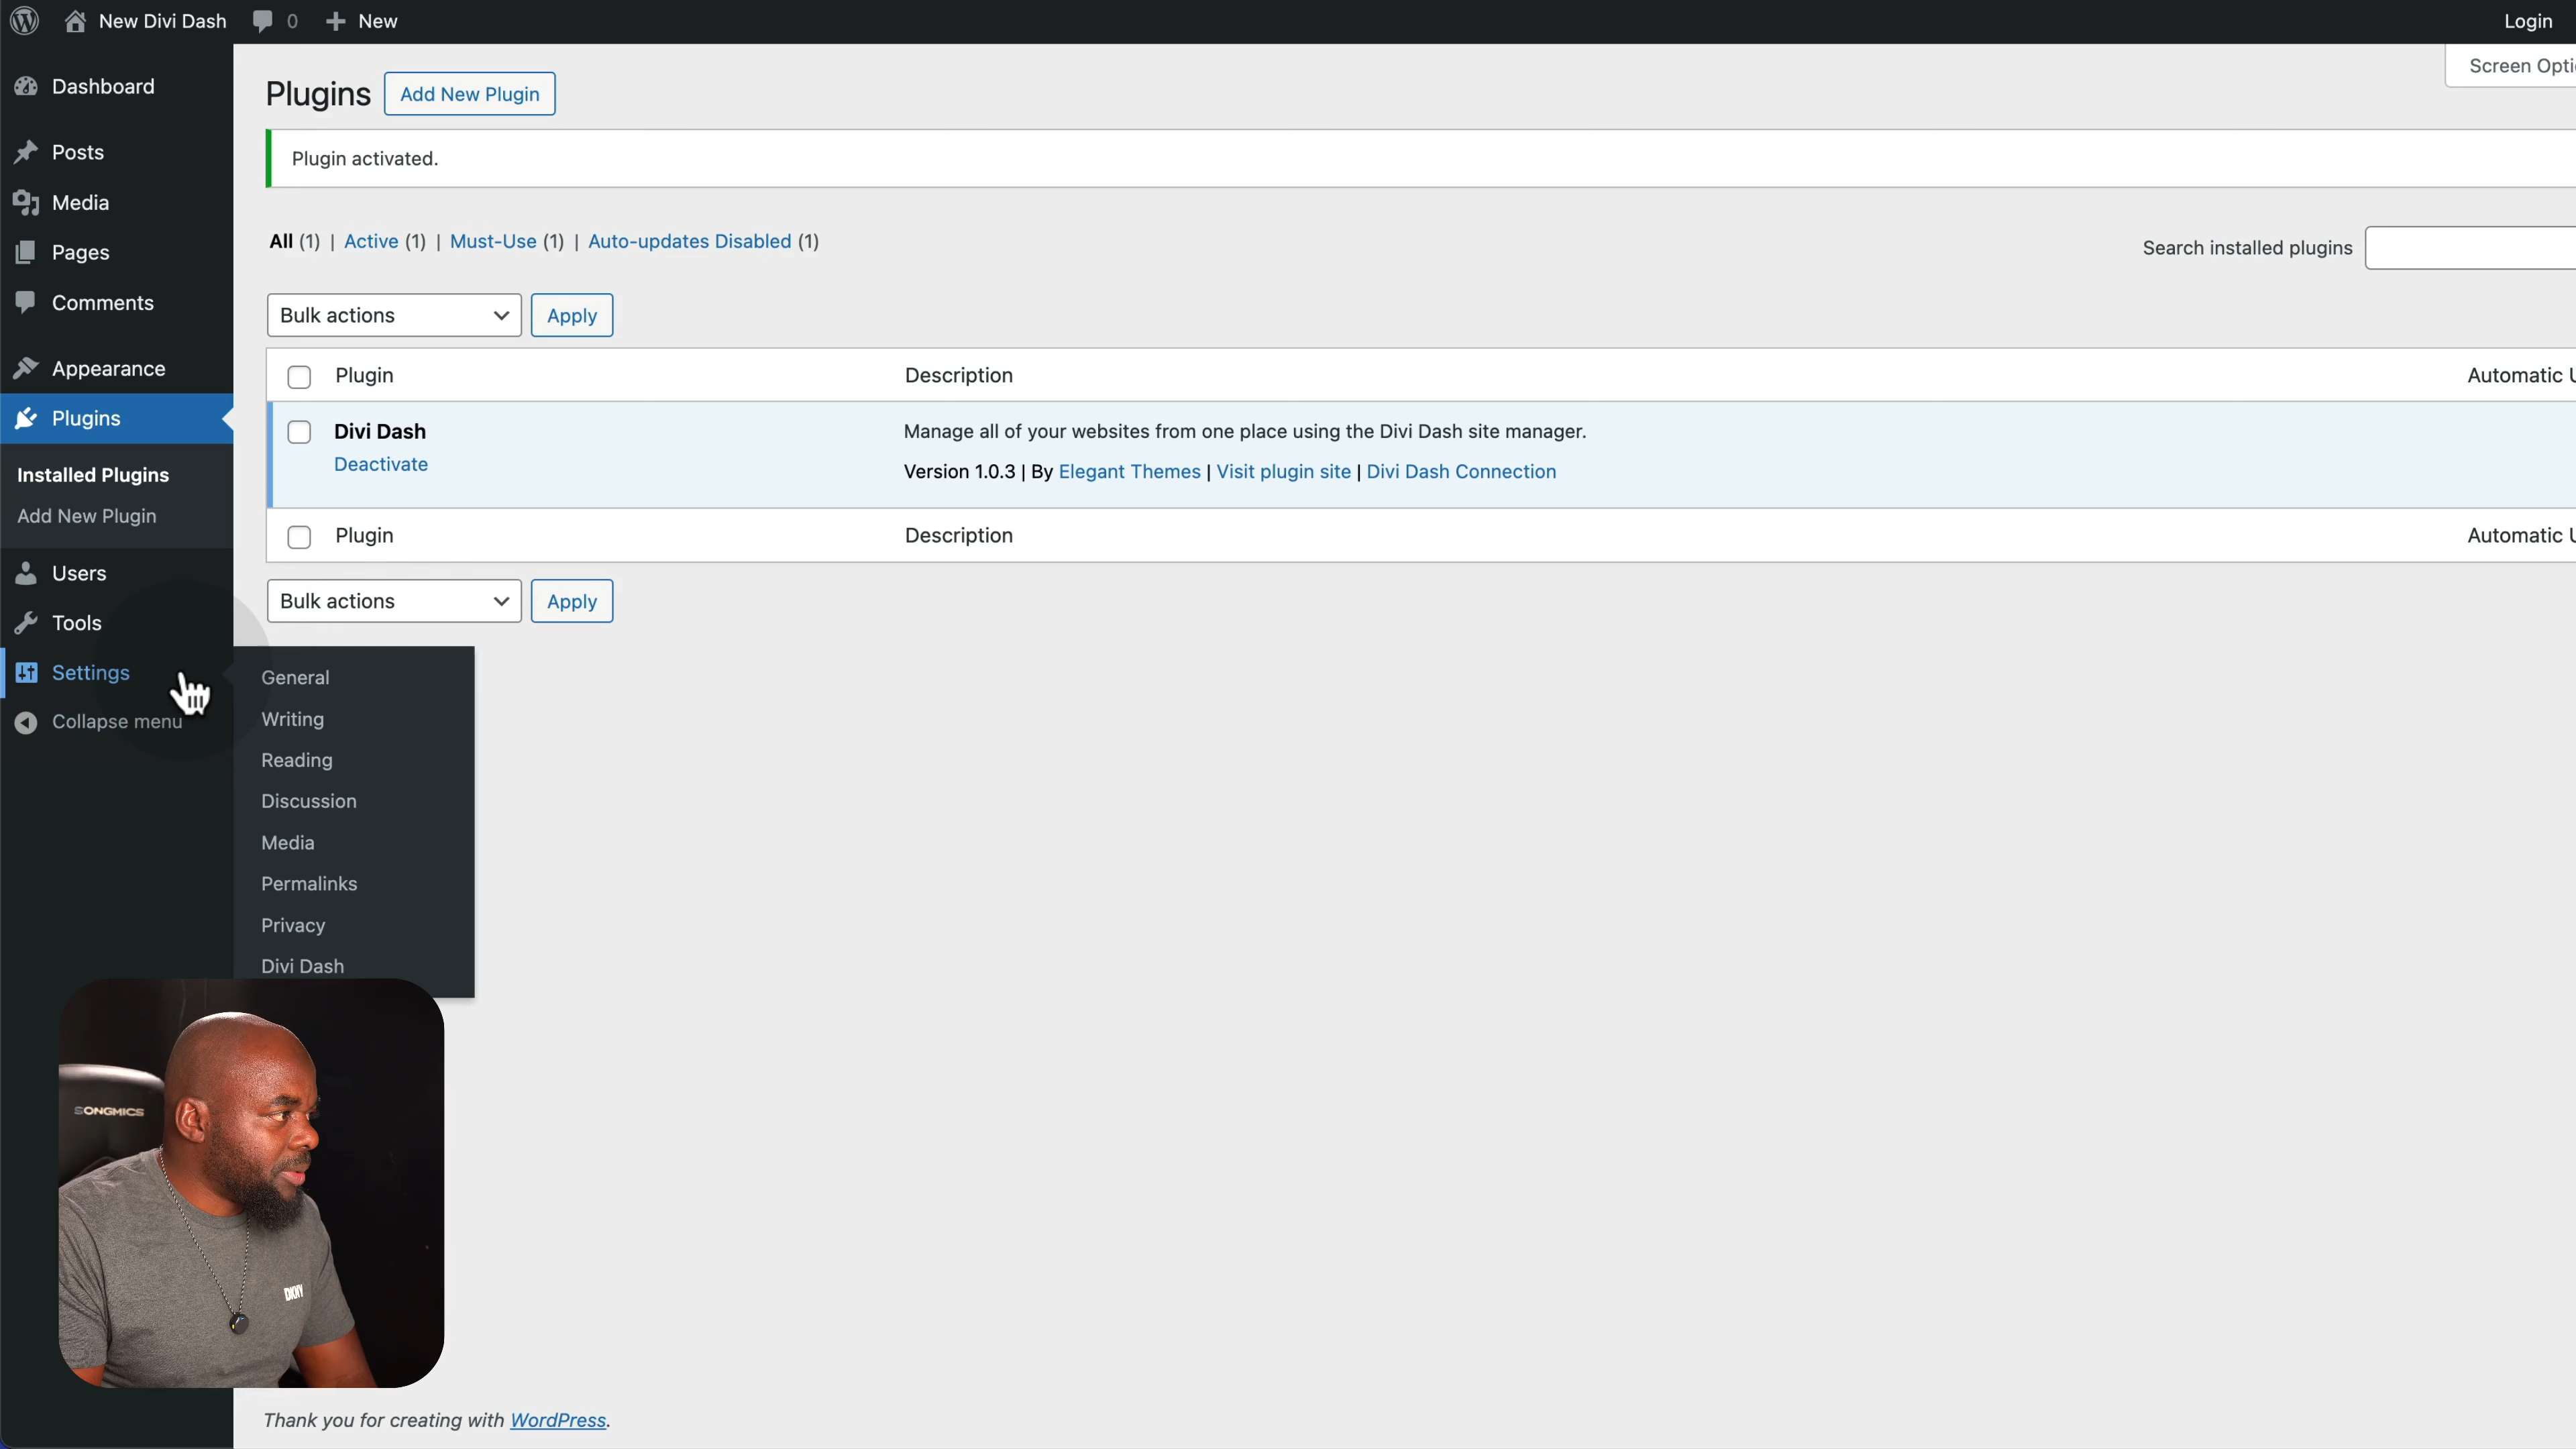 New Divi Dash
0
New
Login
Dashboard
Posts
Media
Pages
Comments
Appearance
Plugins
Installed Plugins
Add New Plugin
Users
Tools
Settings
Collapse menu
General
Writing
Reading
Discussion
Media
Permalinks
Privacy
Divi Dash
Screen Opti
Plugins
Add New Plugin
Plugin activated.
All (1) | Active (1) | Must-Use (1) | Auto-updates Disabled (1)
Search installed plugins
Bulk actions
Apply
Plugin Description Automatic U
Divi Dash
Deactivate
Manage all of your websites from one place using the Divi Dash site manager.
Version 1.0.3 | By Elegant Themes | Visit plugin site | Divi Dash Connection
Plugin Description Automatic U
Bulk actions
Apply
SONGMICS
DKNY
Thank you for creating with WordPress.